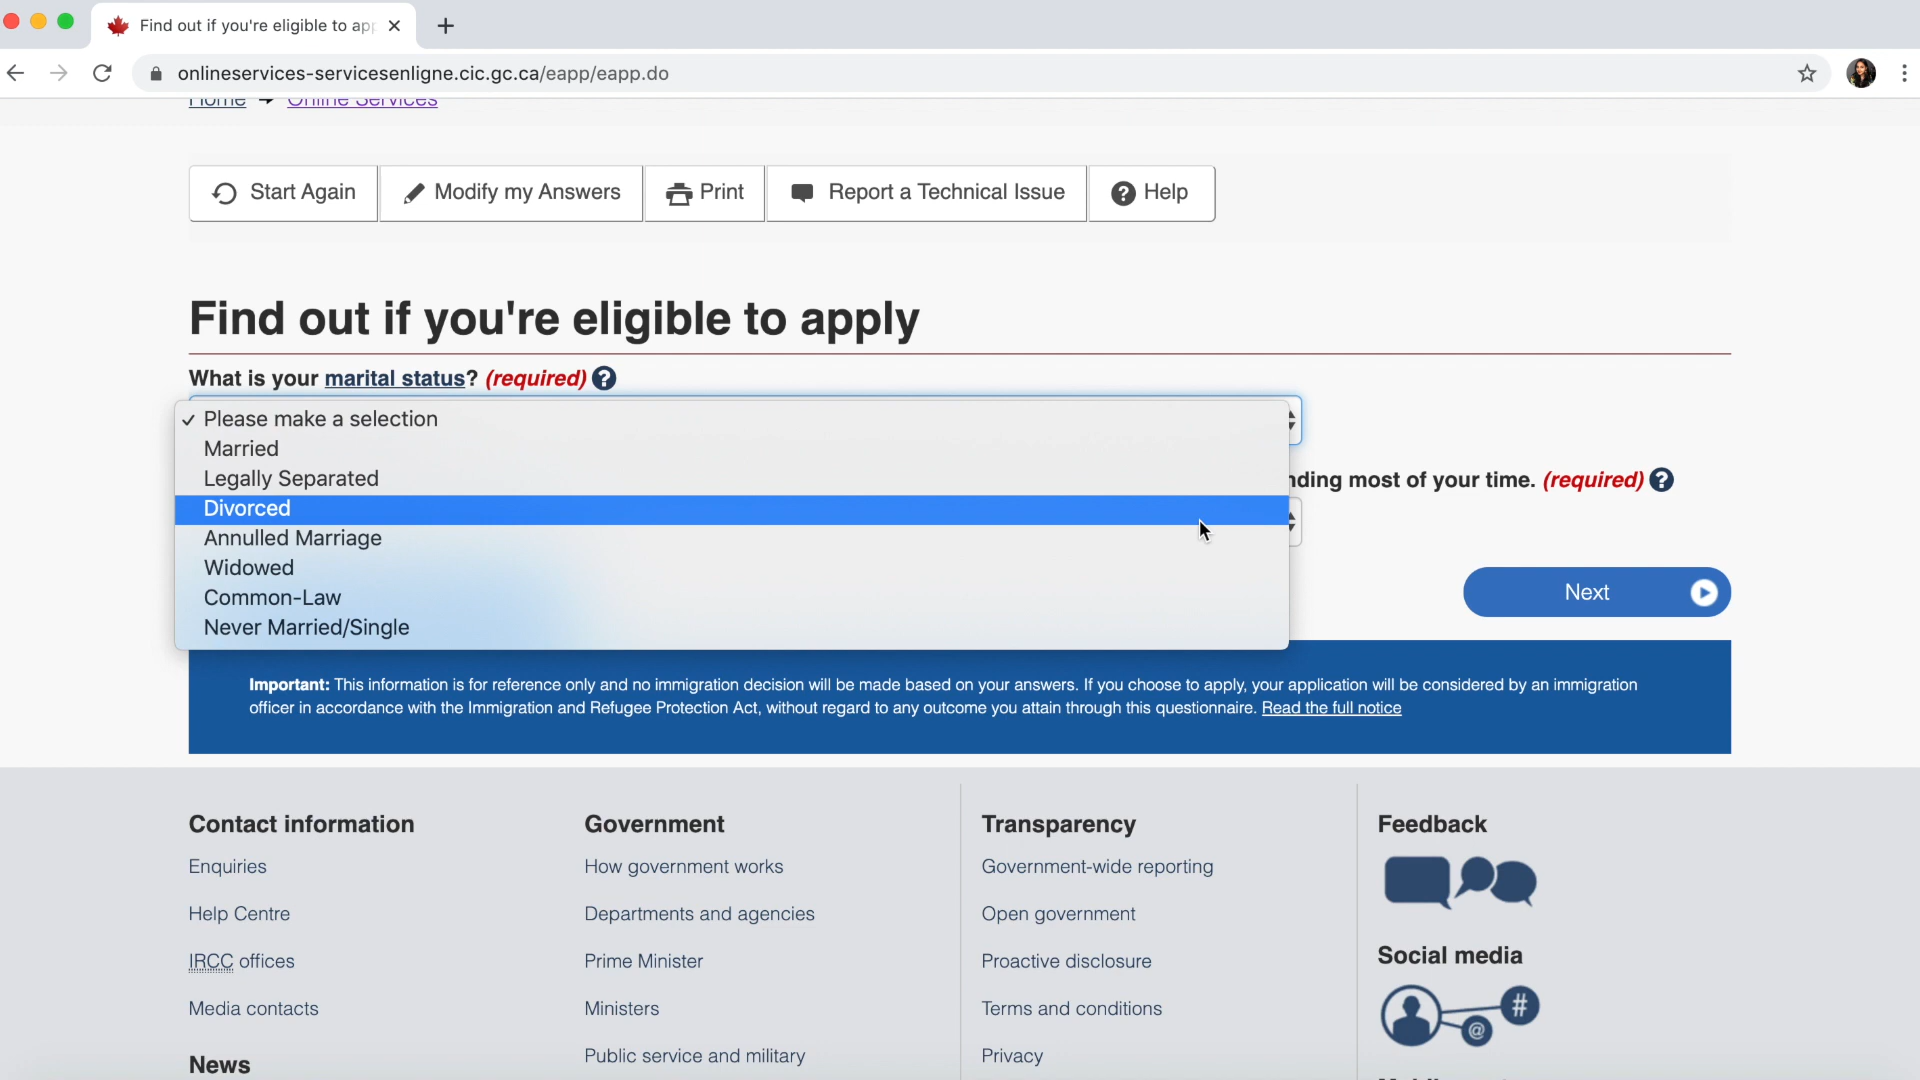 Find out if you're eligible to app
onlineservices-servicesenligne.cic.gc.ca/eapp/eapp.do
Home Online Services
Start Again Modify my Answers Print Report a Technical Issue Help
Find out if you're eligible to apply
What is your marital status? (required)
Please make a selection
Married
Legally Separated
nding most of your time. (required)
Divorced
Annulled Marriage
Widowed
Common-Law
Never Married/Single
Next
Important: This information is for reference only and no immigration decision will be made based on your answers. If you choose to apply, your application will be considered by an immigration
officer in accordance with the Immigration and Refugee Protection Act, without regard to any outcome you attain through this questionnaire. Read the full notice
Contact information
Enquiries
Help Centre
IRCC offices
Media contacts
News
Government
How government works
Departments and agencies
Prime Minister
Ministers
Public service and military
Transparency
Government-wide reporting
Open government
Proactive disclosure
Terms and conditions
Privacy
Feedback
Social media